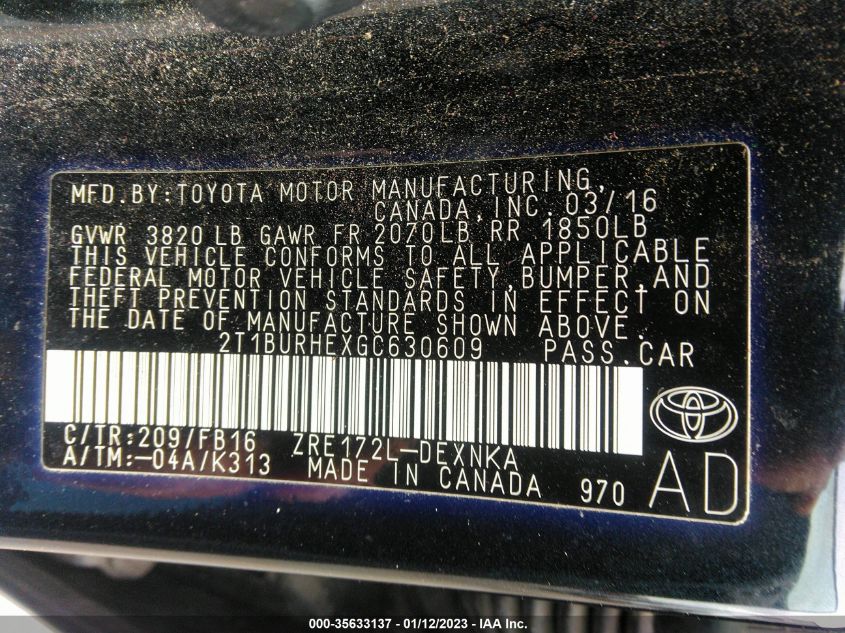 MFD.BY:TOYOTA MOTOR MANUFACTURING,
CANADA,INC. 03/16
GVWR 3820 LB GAWR FR 2070LB RR 1850LB
THIS VEHICLE CONFORMS TO ALL APPLICABLE
FEDERAL MOTOR VEHICLE SAFETY,BUMPER,AND
THEFT PREVENTION STANDARDS IN EFFECT ON
THE DATE OF MANUFACTURE SHOWN ABOVE.
2T1BURHEXGC630609 PASS.CAR
C/TR:209/FB16 ZRE172L-DEXNKA
A/TM:-04A/K313 MADE IN CANADA 970 AD
000-35633137 - 01/12/2023 - IAA Inc.